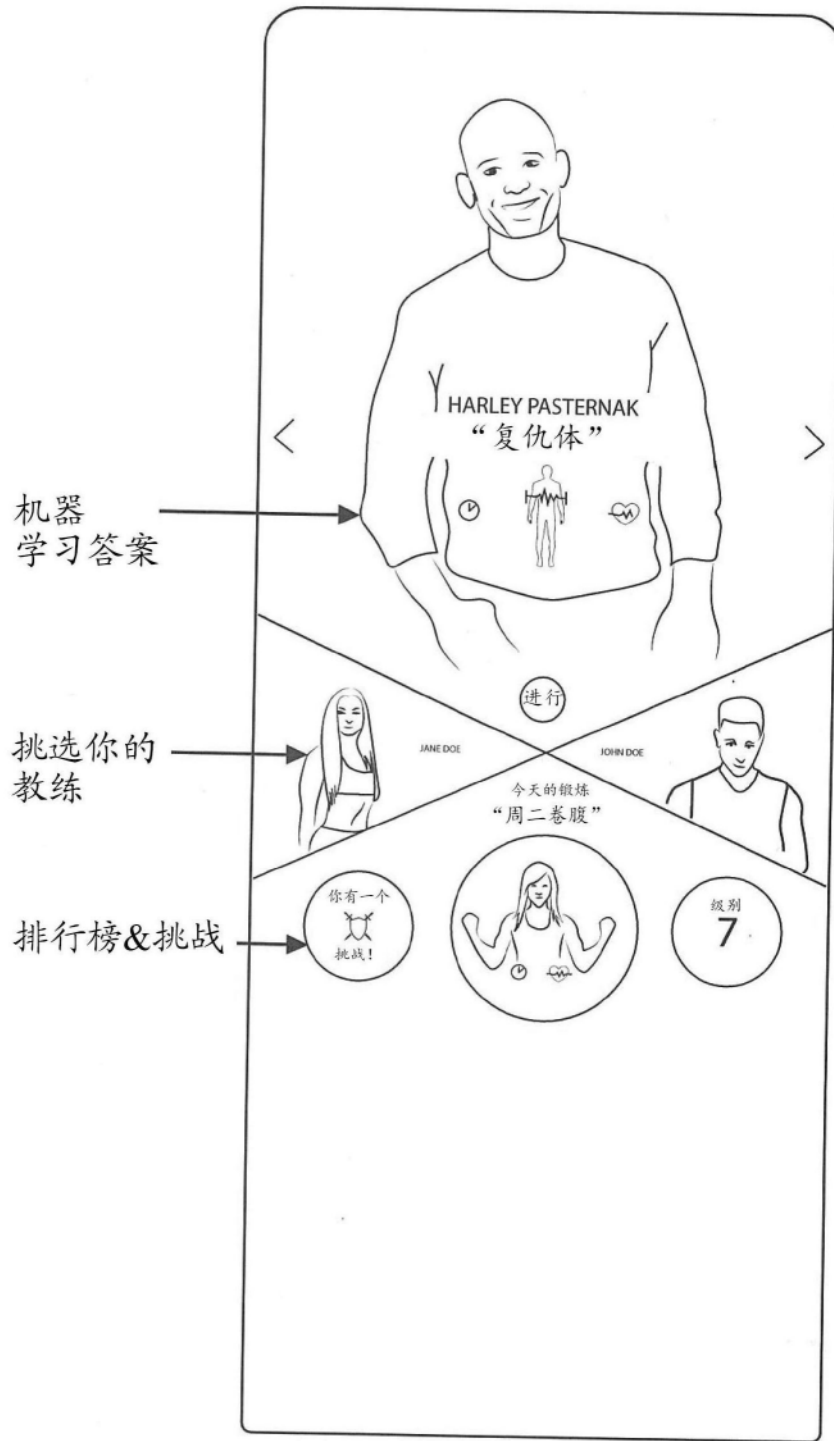 HARLEY PASTERNAK
“复仇体”
机器
学习答案
进行
挑选你的
教练
JANE DOE
JOHN DOE
今天的锻炼
“周二卷腹”
排行榜&挑战
你有一个
挑战！
级别
7